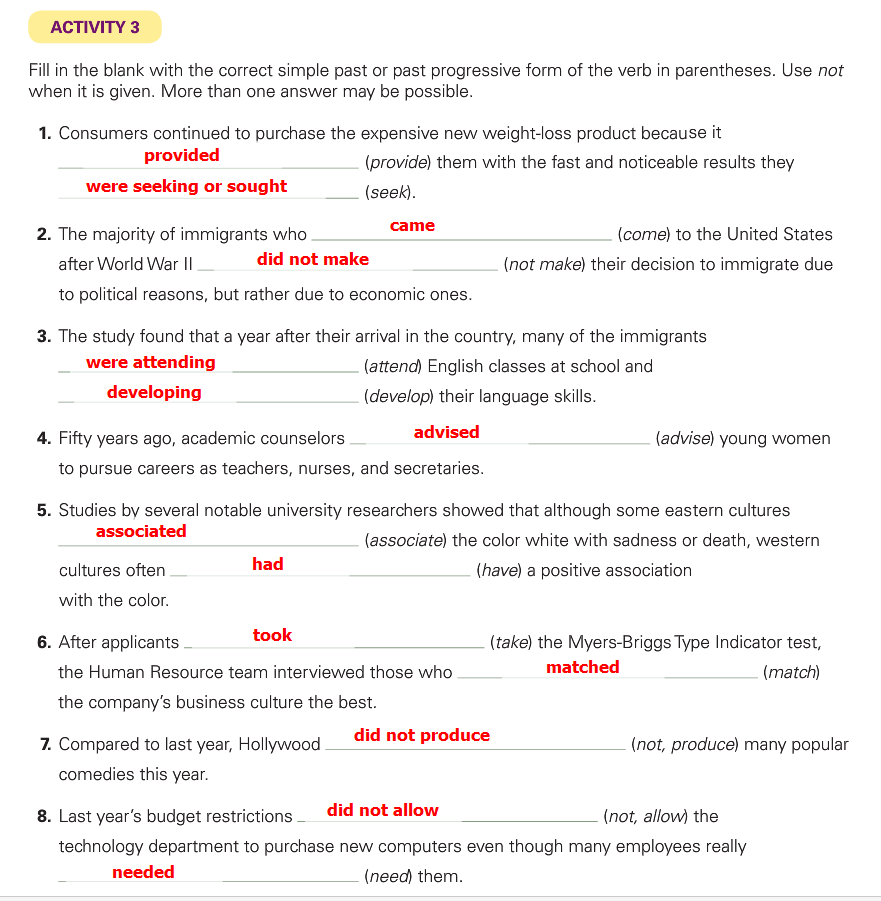 ACTIVITY 3
Fill in the blank with the correct simple past or past progressive form of the verb in parentheses. Use not
when it is given. More than one answer may be possible.
1. Consumers continued to purchase the expensive new weight-loss product because it
provided (provide) them with the fast and noticeable results they
were seeking or sought (seek).
2. The majority of immigrants who came (come) to the United States
after World War II did not make (not make) their decision to immigrate due
to political reasons, but rather due to economic ones.
3. The study found that a year after their arrival in the country, many of the immigrants
were attending (attend) English classes at school and
developing (develop) their language skills.
4. Fifty years ago, academic counselors advised (advise) young women
to pursue careers as teachers, nurses, and secretaries.
5. Studies by several notable university researchers showed that although some eastern cultures
associated (associate) the color white with sadness or death, western
cultures often had (have) a positive association
with the color.
6. After applicants took (take) the Myers-Briggs Type Indicator test,
the Human Resource team interviewed those who matched (match)
the company's business culture the best.
7. Compared to last year, Hollywood did not produce (not, produce) many popular
comedies this year.
8. Last year's budget restrictions did not allow (not, allow) the
technology department to purchase new computers even though many employees really
needed (need) them.